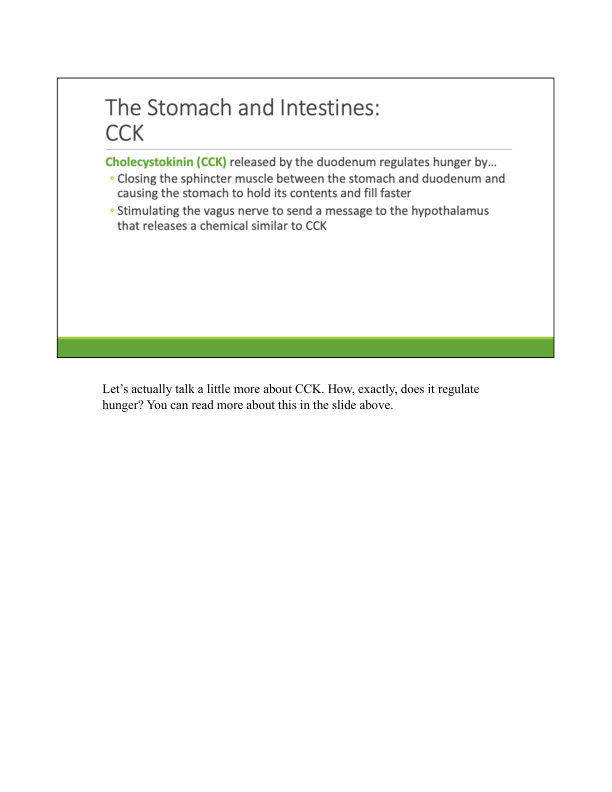 The Stomach and Intestines:
CCK
Cholecystokinin (CCK) released by the duodenum regulates hunger by…
◦ Closing the sphincter muscle between the stomach and duodenum and
causing the stomach to hold its contents and fill faster
◦ Stimulating the vagus nerve to send a message to the hypothalamus
that releases a chemical similar to CCK
Let’s actually talk a little more about CCK. How, exactly, does it regulate
hunger? You can read more about this in the slide above.